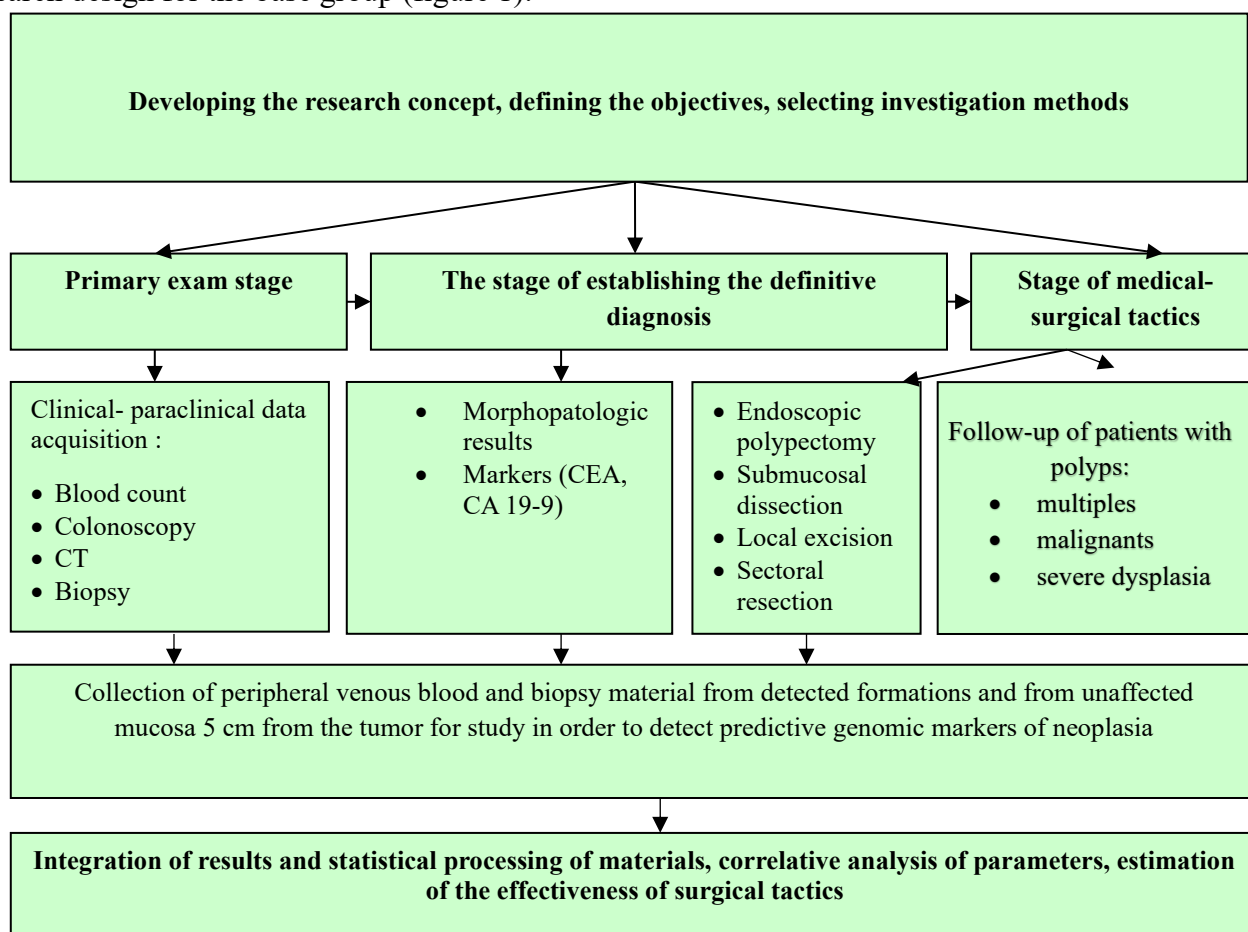 Developing the research concept, defining the objectives, selecting investigation methods
Primary exam stage
The stage of establishing the definitive
diagnosis
Stage of medical-
surgical tactics
Clinical- paraclinical data
acquisition :
• Blood count
• Colonoscopy
• CT
• Biopsy
• Morphopatologic
results
• Markers (CEA,
CA 19-9)
• Endoscopic
polypectomy
• Submucosal
dissection
• Local excision
• Sectoral
resection
Follow-up of patients with
polyps:
• multiples
• malignants
• severe dysplasia
Collection of peripheral venous blood and biopsy material from detected formations and from unaffected
mucosa 5 cm from the tumor for study in order to detect predictive genomic markers of neoplasia
Integration of results and statistical processing of materials, correlative analysis of parameters, estimation
of the effectiveness of surgical tactics